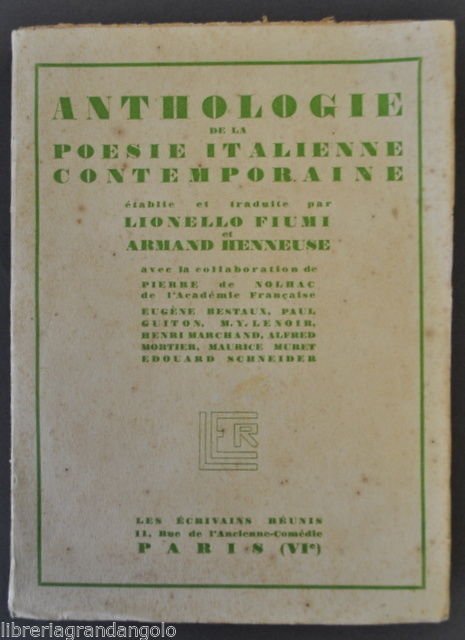 ANTHOLOGIE
DE LA
POESIE ITALIENNE
CONTEMPORAINE
établie et traduite par
LIONELLO FIUMI
et
ARMAND HENNEUSE
avec la collaboration de
PIERRE de NOLHAC
de l'Académie Française
EUGÈNE BESTAUX, PAUL
GUITON, M.Y. LENOIR,
HENRI MARCHAND, ALFRED
MORTIER, MAURICE MURET
EDOUARD SCHNEIDER
LER
LES ÉCRIVAINS RÉUNIS
11, Rue de l'Ancienne-Comédie
PARIS (VIe)
libreriagrandangolo